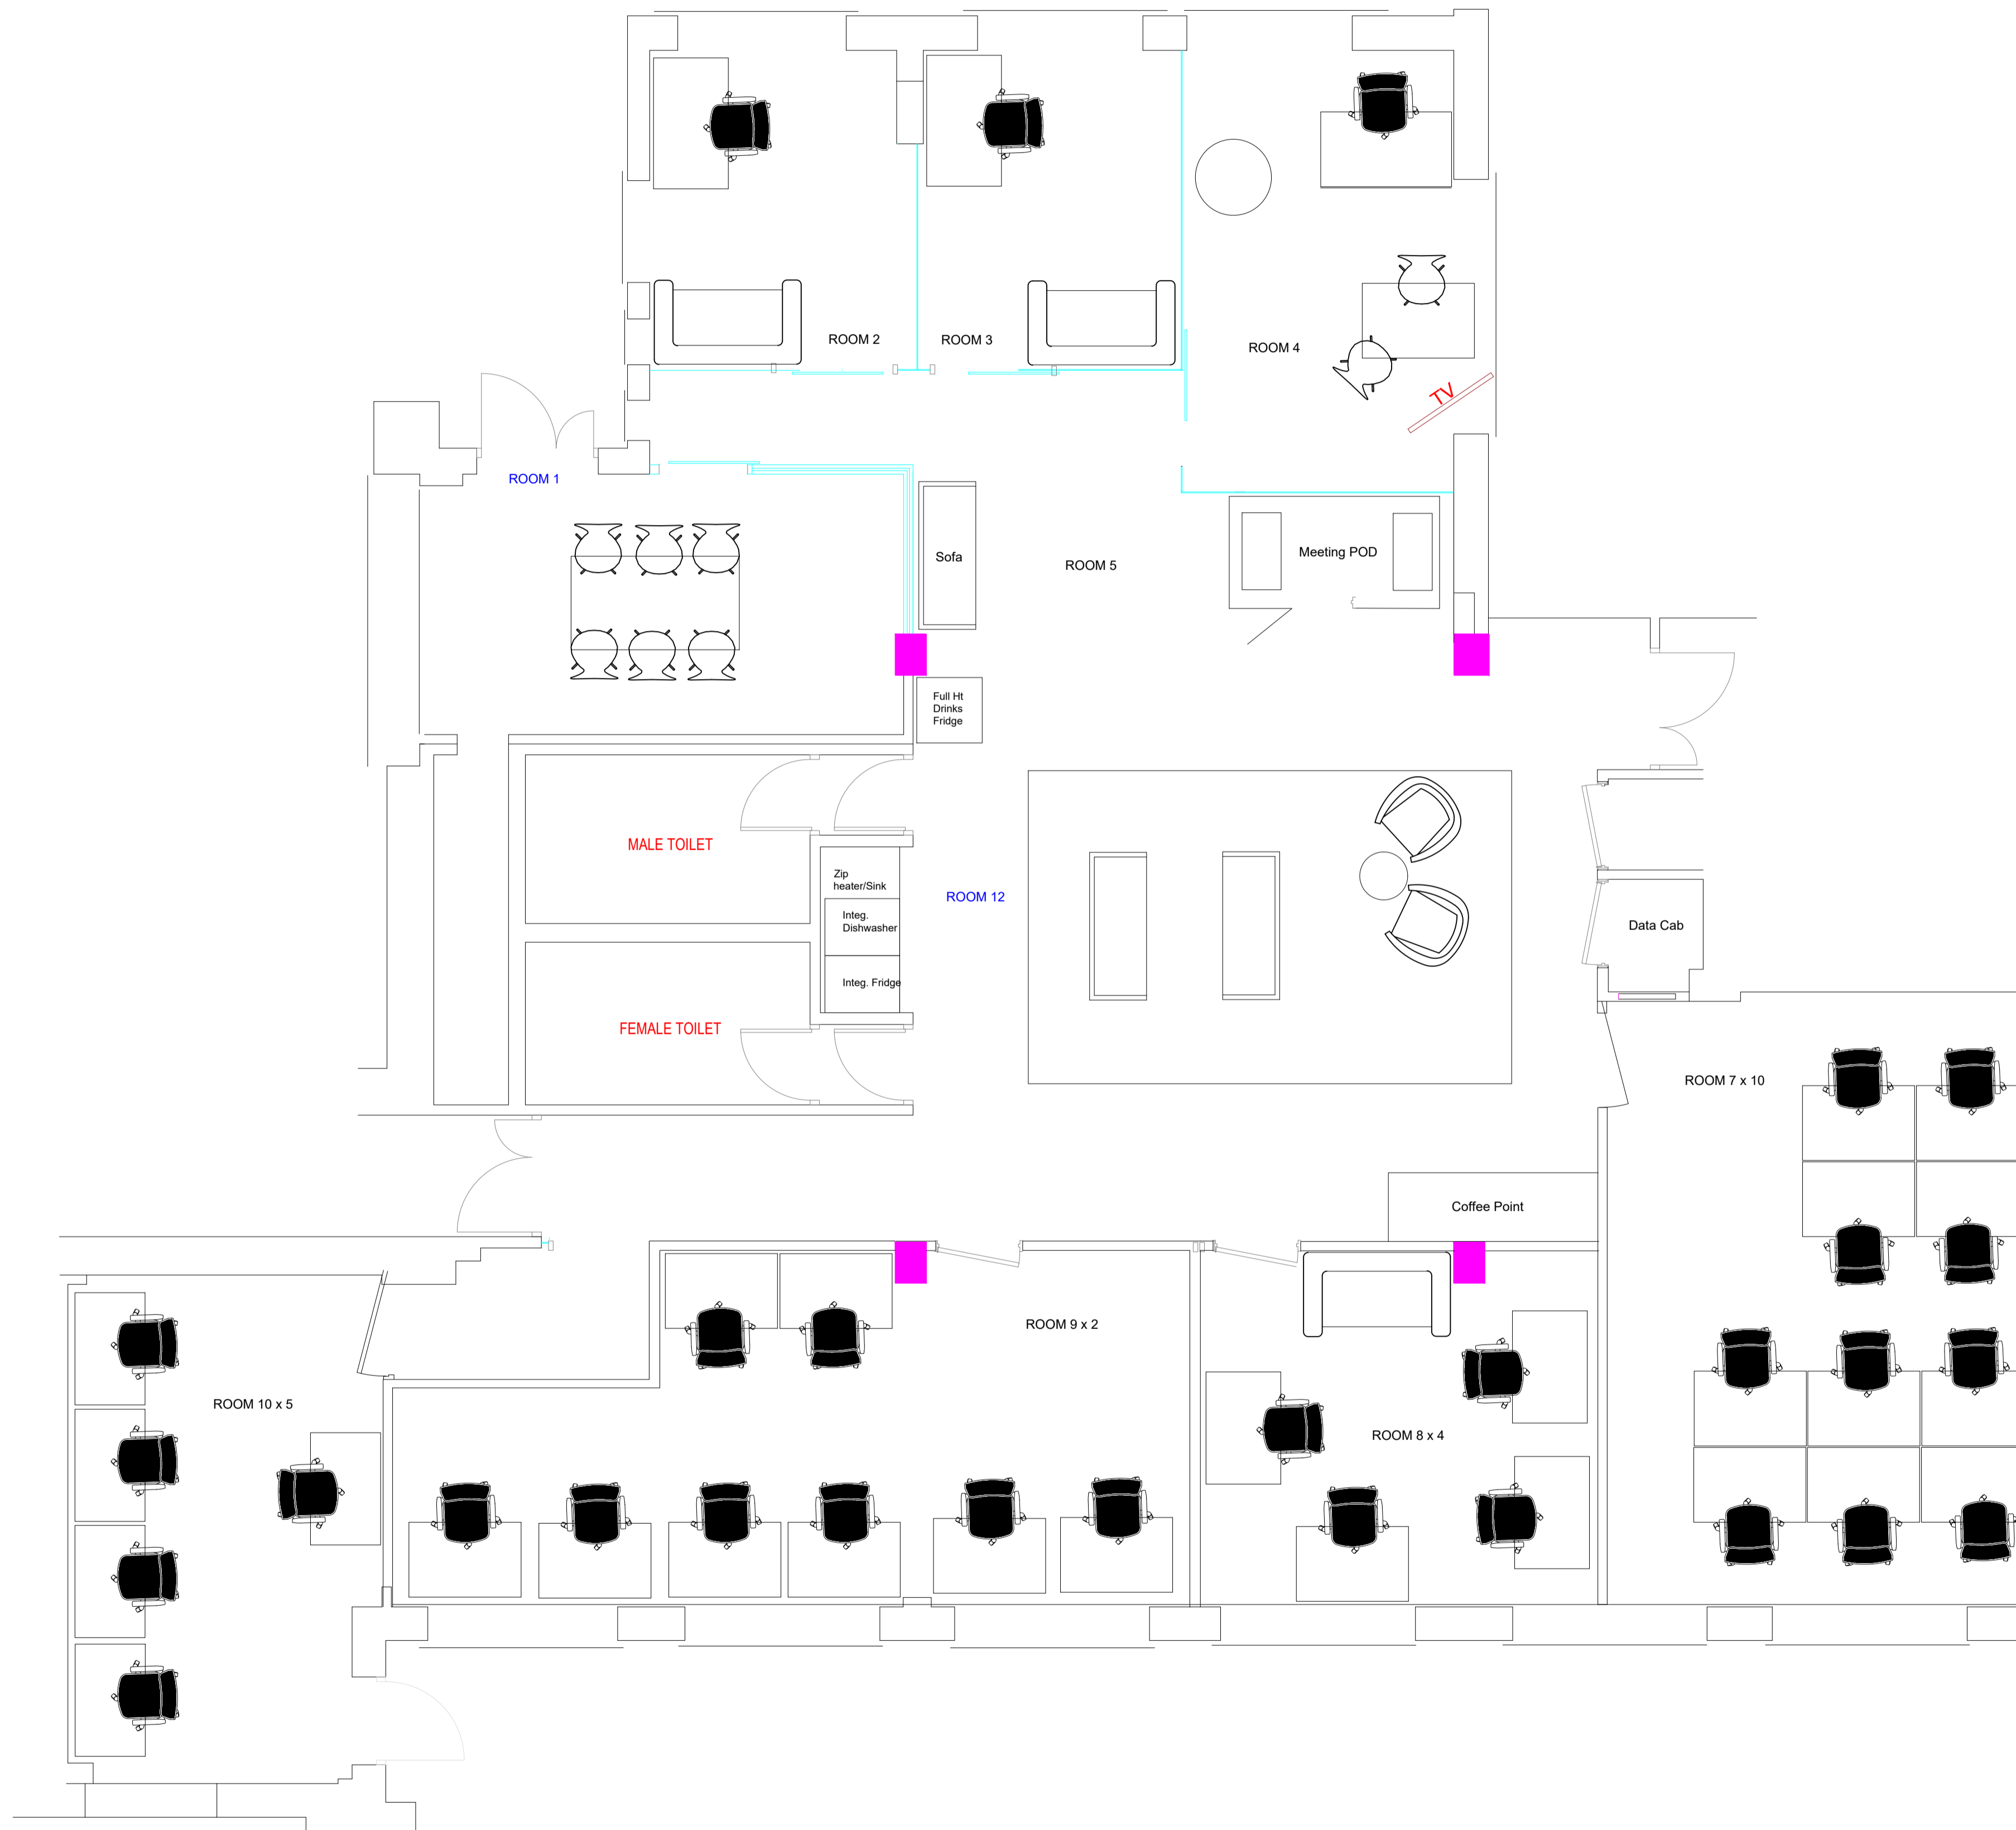 ROOM 2
ROOM 3
ROOM 4
TV
ROOM 1
Sofa
ROOM 5
Meeting POD
Full Ht
Drinks
Fridge
MALE TOILET
Zip
heater/Sink
Integ.
Dishwasher
Integ. Fridge
ROOM 12
Data Cab
FEMALE TOILET
ROOM 7 x 10
Coffee Point
ROOM 9 x 2
ROOM 10 x 5
ROOM 8 x 4